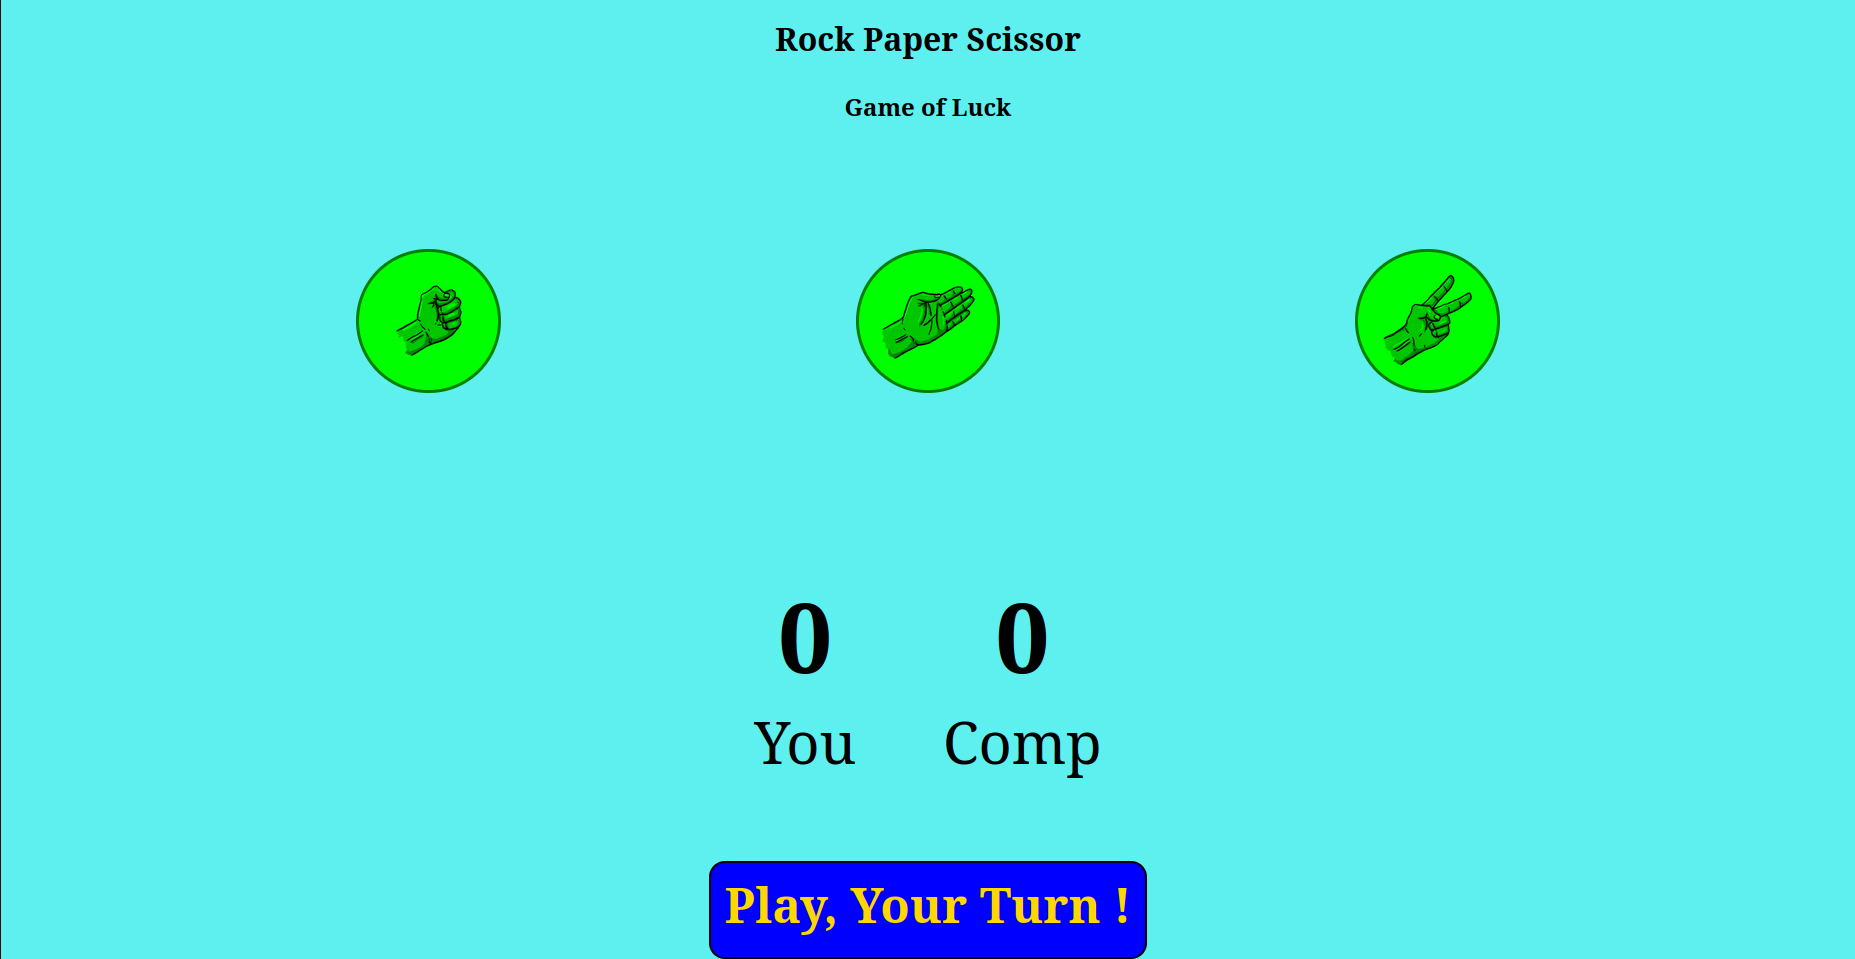 Rock Paper Scissor
Game of Luck
0 0
You Comp
Play, Your Turn !